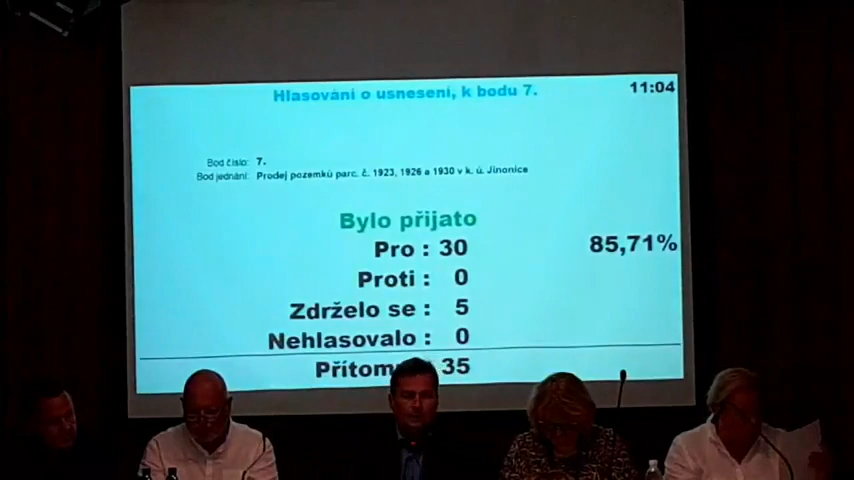 Hlasování o usnesení, k bodu 7.
11:04
Bod číslo: 7.
Bod jednání: Prodej pozemků parc. č. 1923, 1926 a 1930 v k. ú. Jinonice
Bylo přijato
Pro : 30 85,71%
Proti : 0
Zdrželo se : 5
Nehlasovalo : 0
Přítom 35